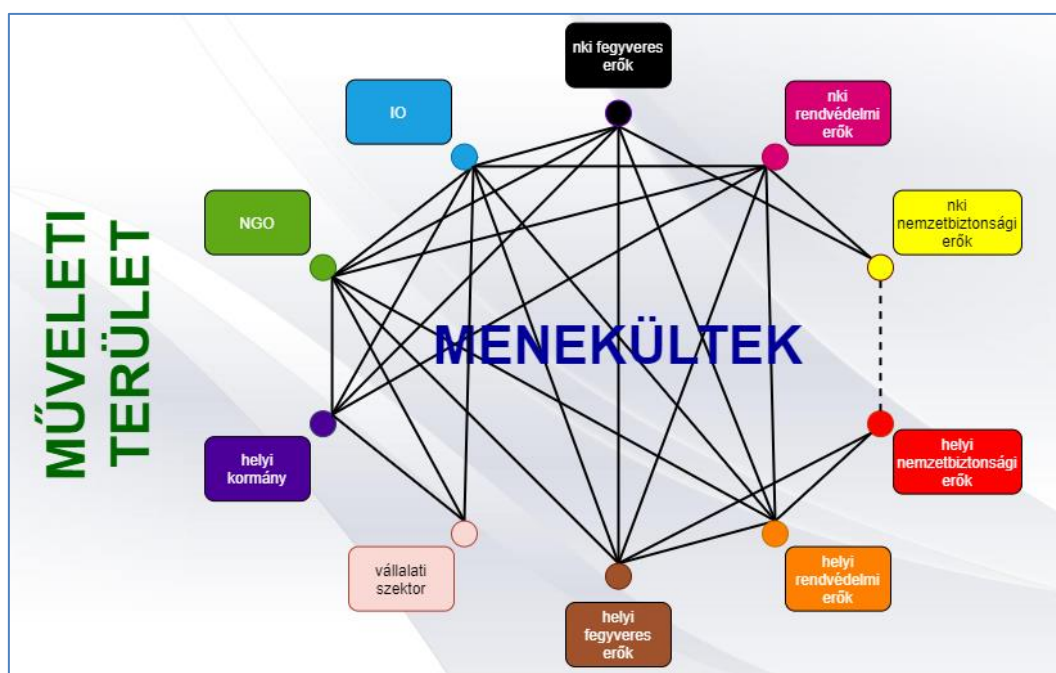 MŰVELETI
TERÜLET
nki fegyveres
erők
IO
nki
rendvédelmi
erők
NGO
nki
nemzetbiztonsági
erők
MENEKÜLTEK
helyi
kormány
helyi
nemzetbiztonsági
erők
vállalati
szektor
helyi
fegyveres
erők
helyi
rendvédelmi
erők